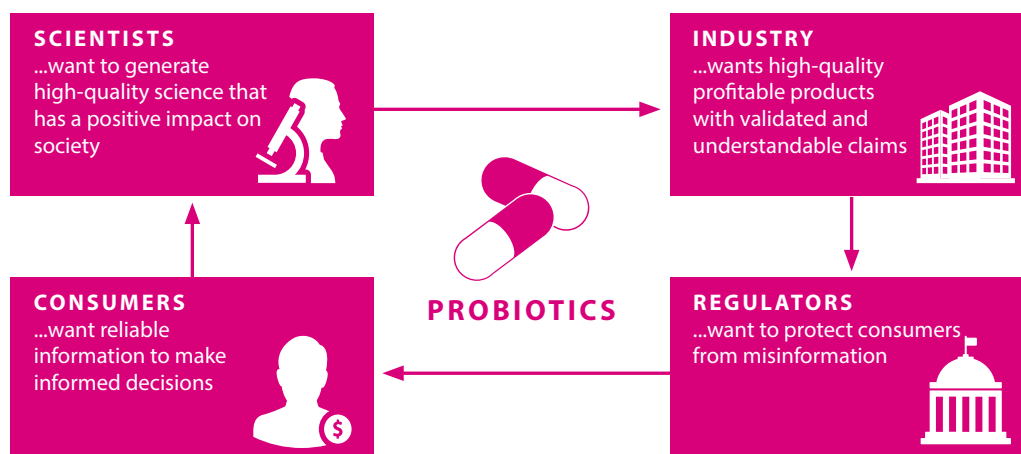 SCIENTISTS
...want to generate
high-quality science that
has a positive impact on
society
INDUSTRY
...wants high-quality
profitable products
with validated and
understandable claims
PROBIOTICS
CONSUMERS
...want reliable
information to make
informed decisions
$
REGULATORS
...want to protect consumers
from misinformation